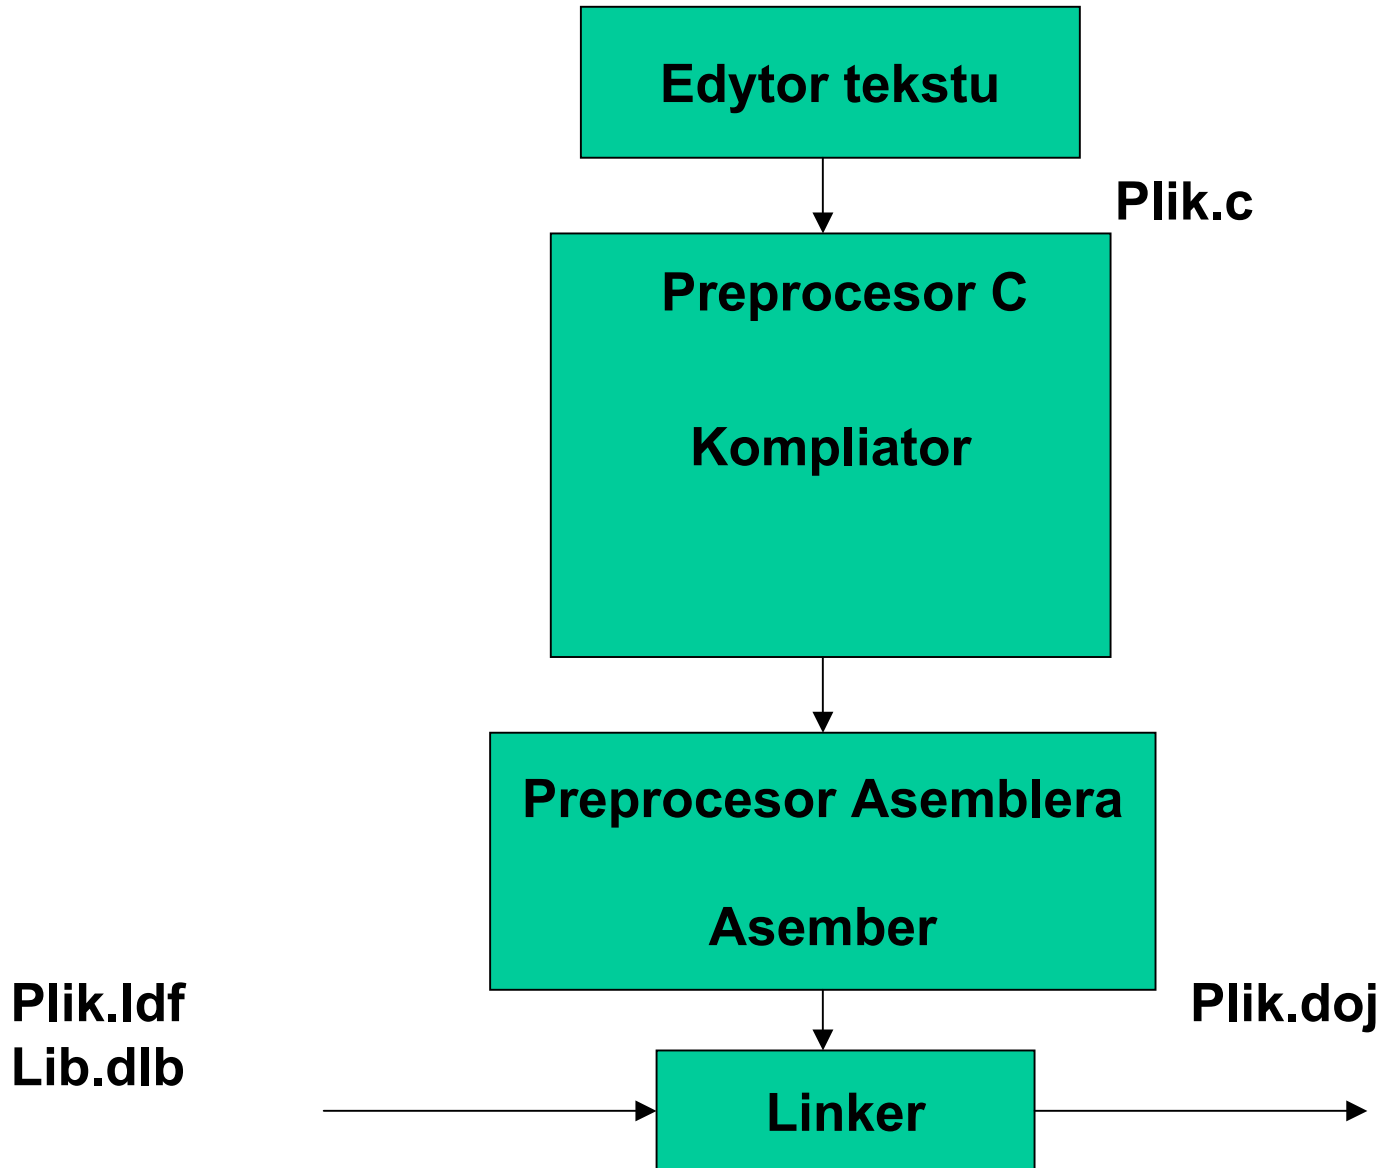 Edytor tekstu
Plik.c
Preprocesor C
Kompliator
Preprocesor Asemblera
Asember
Plik.ldf
Lib.dlb
Plik.doj
Linker